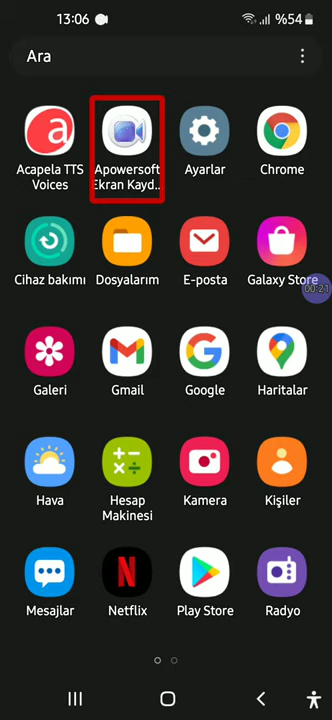 13:06
%54
Ara
Acapela TTS
Voices
Apowersoft
Ekran Kayd..
Ayarlar
Chrome
Cihaz bakımı
Dosyalarım
E-posta
Galaxy Store
00:21
Galeri
Gmail
Google
Haritalar
Hava
Hesap
Makinesi
Kamera
Kişiler
Mesajlar
Netflix
Play Store
Radyo